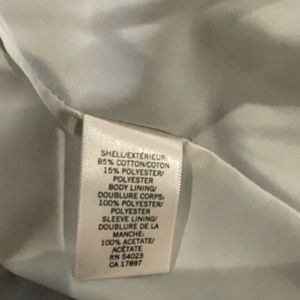 SHELL/EXTÉRIEUR:
85% COTTON/COTON
15% POLYESTER/
POLYESTER
BODY LINING/
DOUBLURE CORPS:
100% POLYESTER/
POLYESTER
SLEEVE LINING/
DOUBLURE DE LA
MANCHE:
100% ACETATE/
ACÉTATE
RN 54023
CA 17897